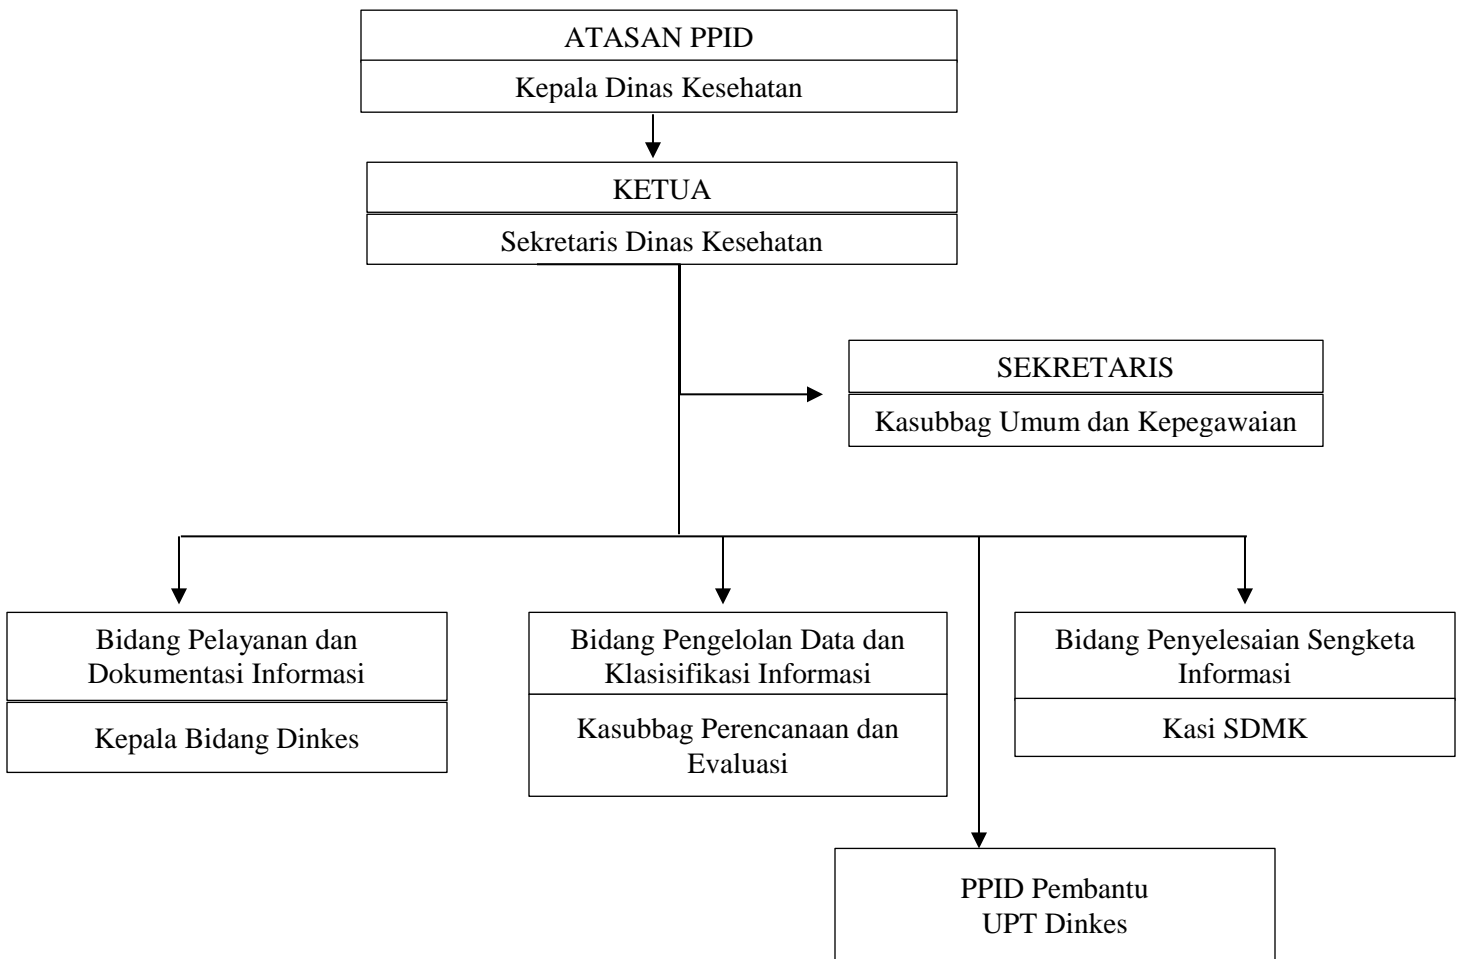 ATASAN PPID
Kepala Dinas Kesehatan
KETUA
Sekretaris Dinas Kesehatan
SEKRETARIS
Kasubbag Umum dan Kepegawaian
Bidang Pelayanan dan
Dokumentasi Informasi
Kepala Bidang Dinkes
Bidang Pengelolan Data dan
Klasisifikasi Informasi
Kasubbag Perencanaan dan
Evaluasi
Bidang Penyelesaian Sengketa
Informasi
Kasi SDMK
PPID Pembantu
UPT Dinkes